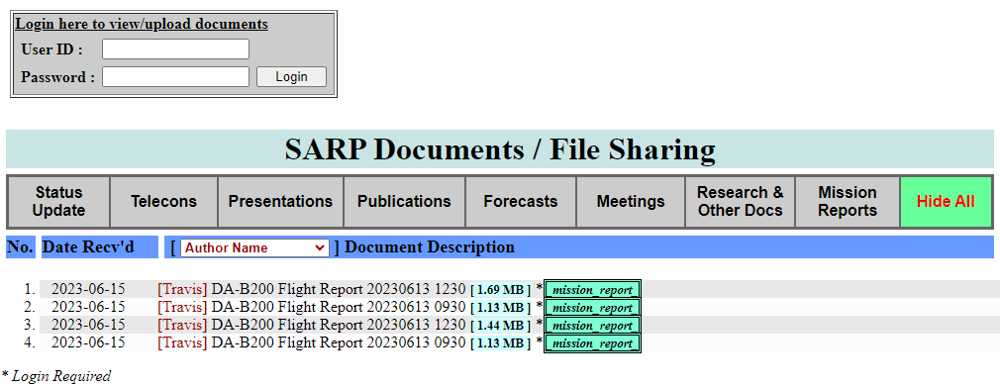 Login here to view/upload documents
User ID :
Password :
Login
SARP Documents / File Sharing
Status Update
Telecons
Presentations
Publications
Forecasts
Meetings
Research & Other Docs
Mission Reports
Hide All
No. Date Recv'd [ Author Name ] Document Description
1. 2023-06-15 [Travis] DA-B200 Flight Report 20230613 1230 [ 1.69 MB ] *_mission_report_
2. 2023-06-15 [Travis] DA-B200 Flight Report 20230613 0930 [ 1.13 MB ] *_mission_report_
3. 2023-06-15 [Travis] DA-B200 Flight Report 20230613 1230 [ 1.44 MB ] *_mission_report_
4. 2023-06-15 [Travis] DA-B200 Flight Report 20230613 0930 [ 1.13 MB ] *_mission_report_
* Login Required